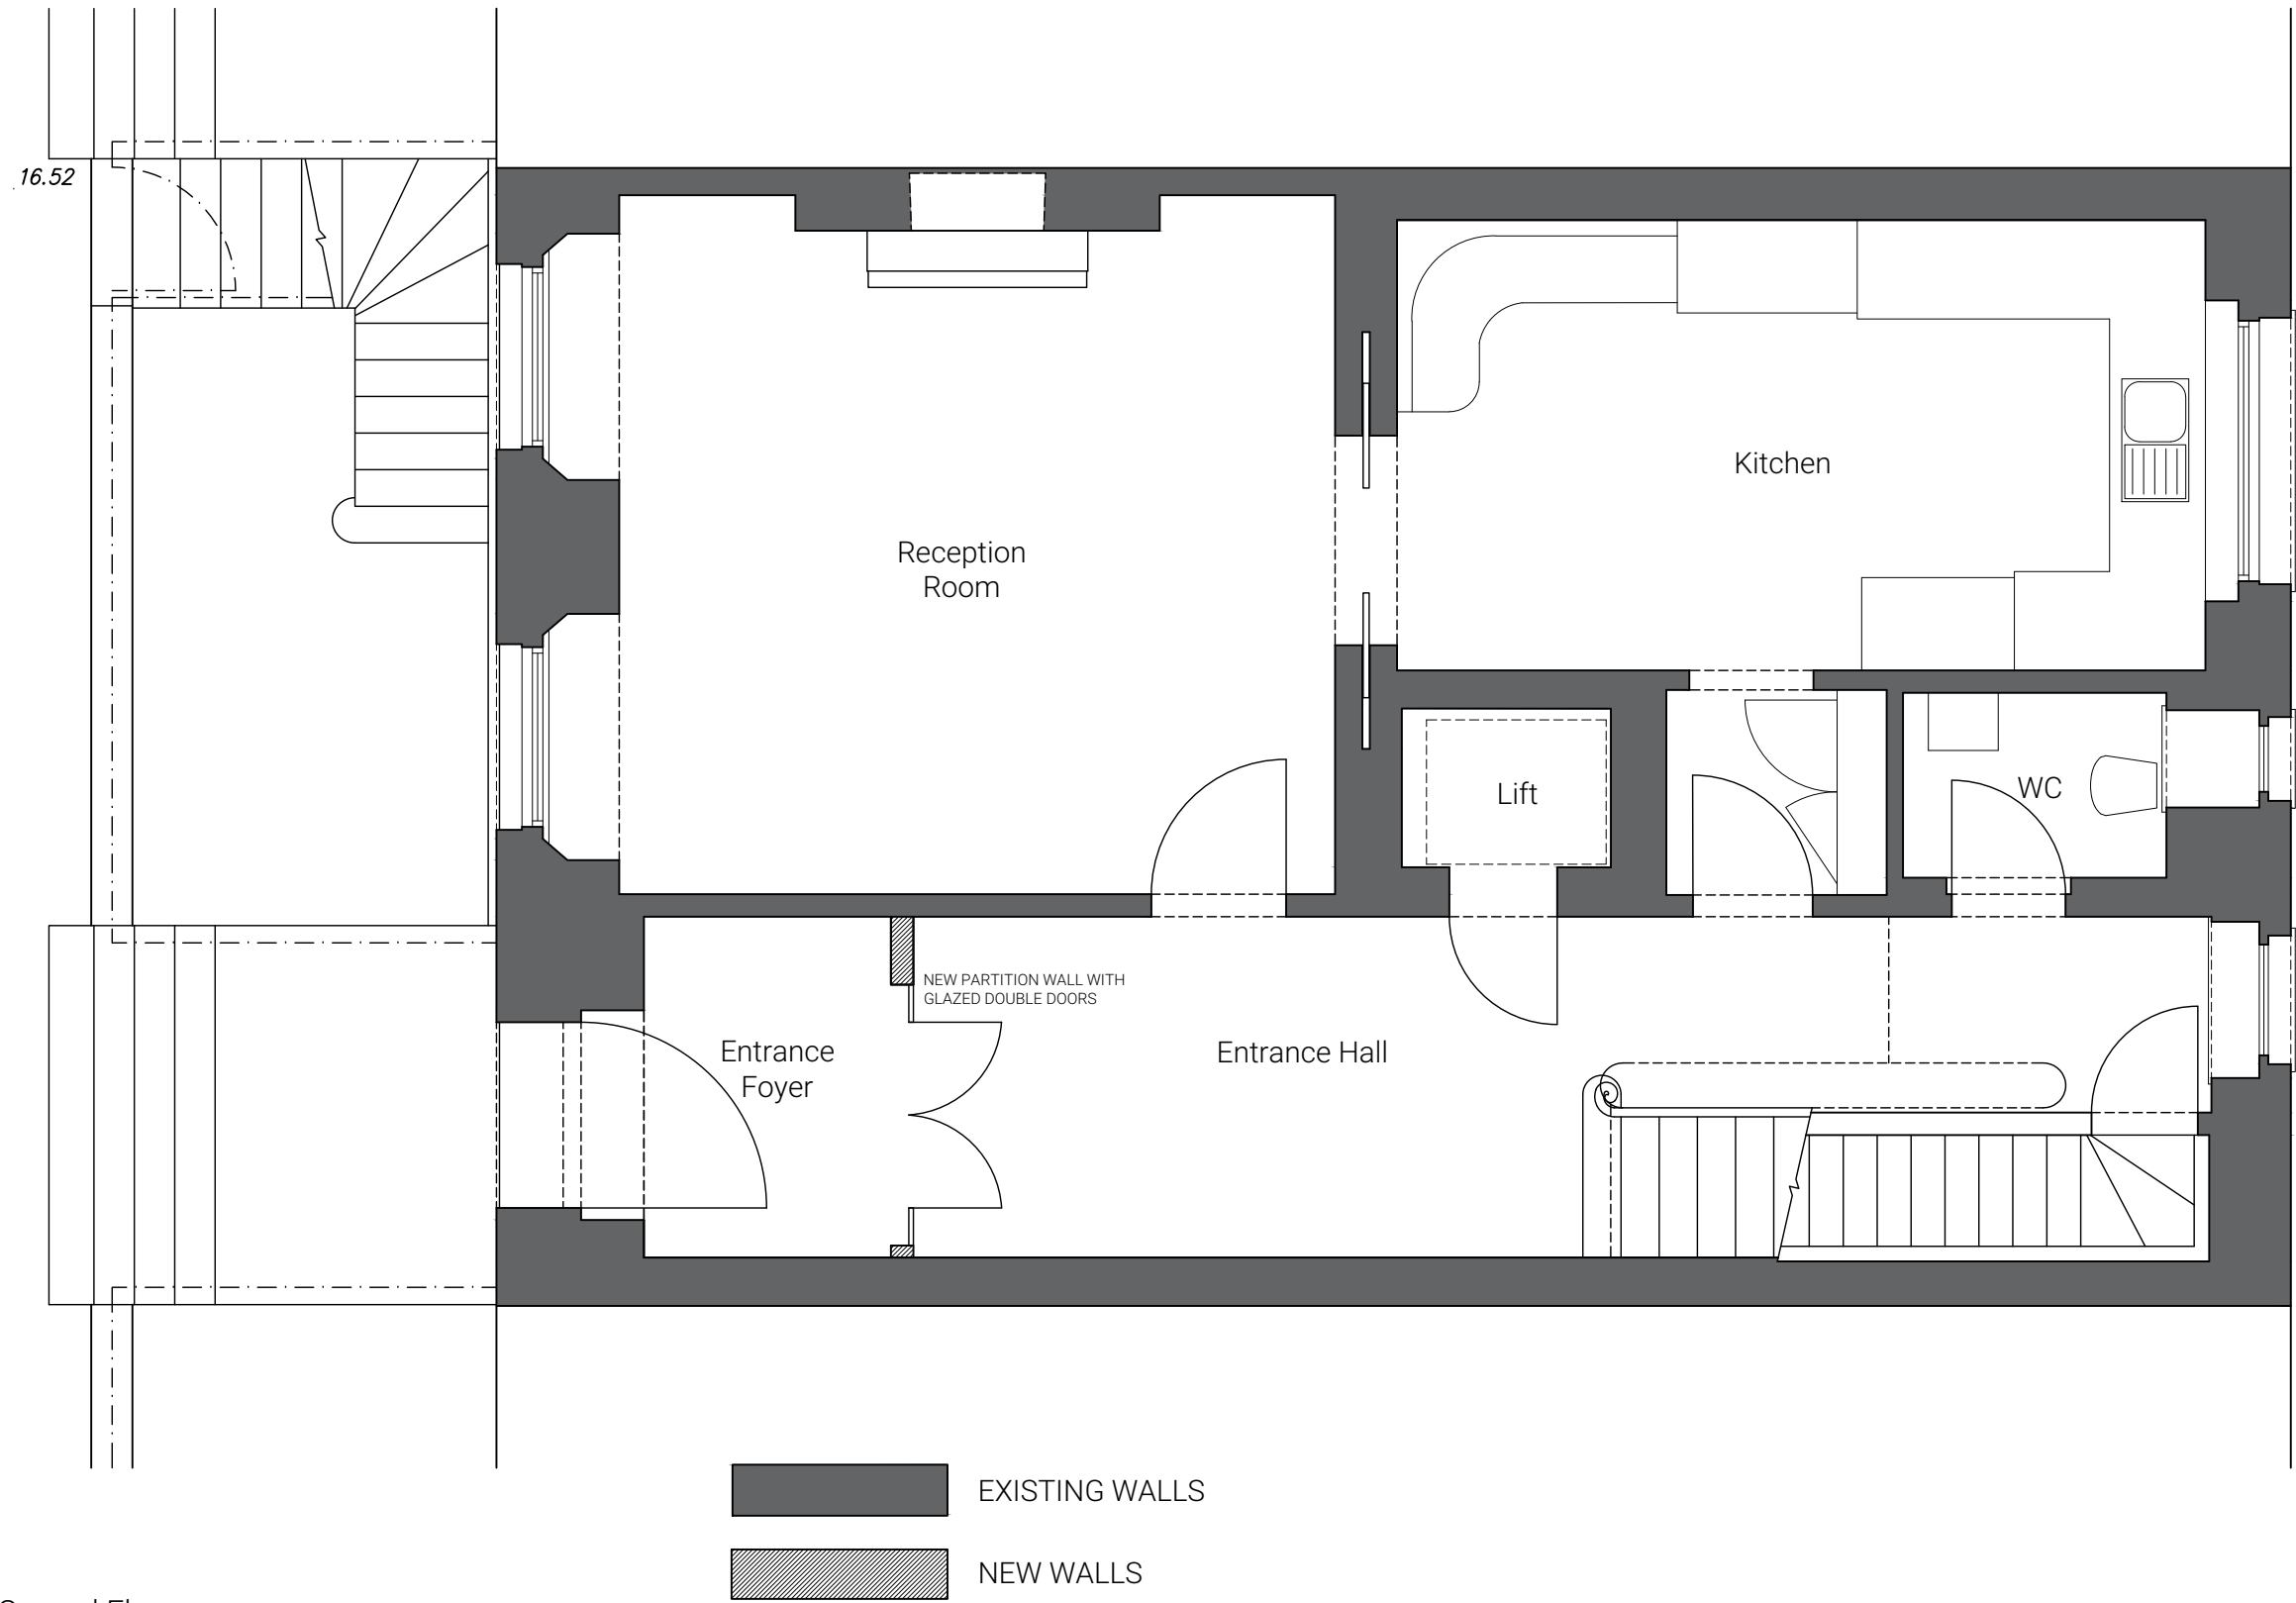 16.52
Kitchen
Reception
Room
Lift
WC
NEW PARTITION WALL WITH
GLAZED DOUBLE DOORS
Entrance
Foyer
Entrance Hall
EXISTING WALLS
NEW WALLS